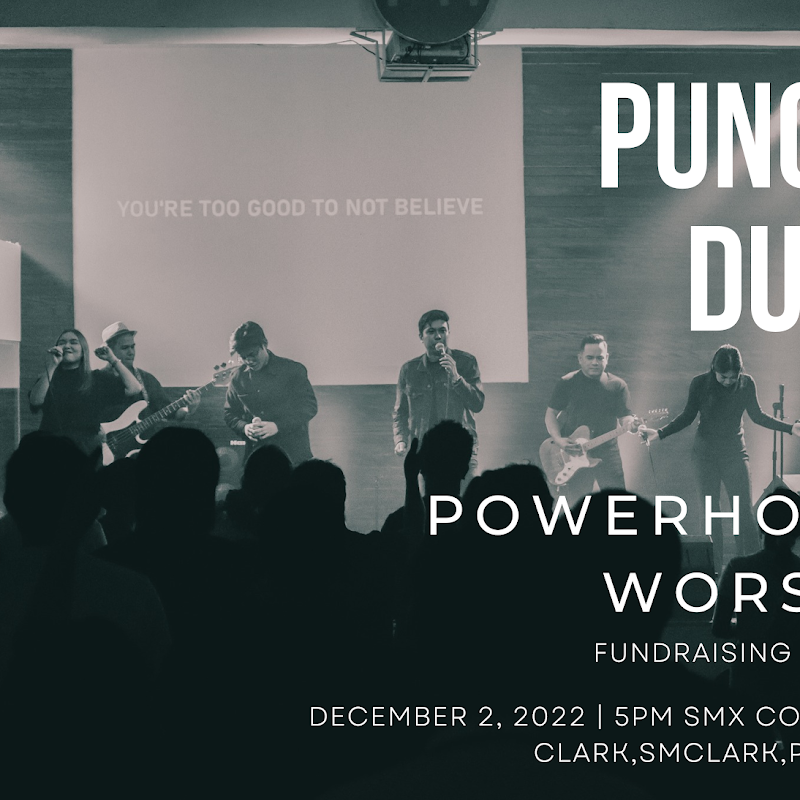 YOU'RE TOO GOOD TO NOT BELIEVE
PUNG
DU
POWERHO
WORS
FUNDRAISING
DECEMBER 2, 2022 | 5PM SMX CO
CLARK,SMCLARK,P